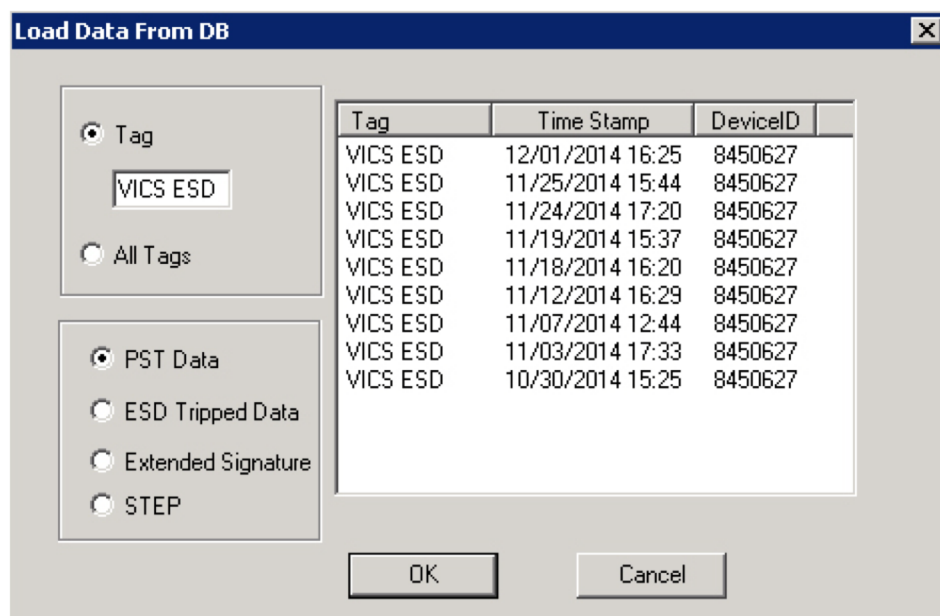 Load Data From DB
Tag
VICS ESD
All Tags
PST Data
ESD Tripped Data
Extended Signature
STEP
Tag Time Stamp DeviceID
VICS ESD 12/01/2014 16:25 8450627
VICS ESD 11/25/2014 15:44 8450627
VICS ESD 11/24/2014 17:20 8450627
VICS ESD 11/19/2014 15:37 8450627
VICS ESD 11/18/2014 16:20 8450627
VICS ESD 11/12/2014 16:29 8450627
VICS ESD 11/07/2014 12:44 8450627
VICS ESD 11/03/2014 17:33 8450627
VICS ESD 10/30/2014 15:25 8450627
OK Cancel